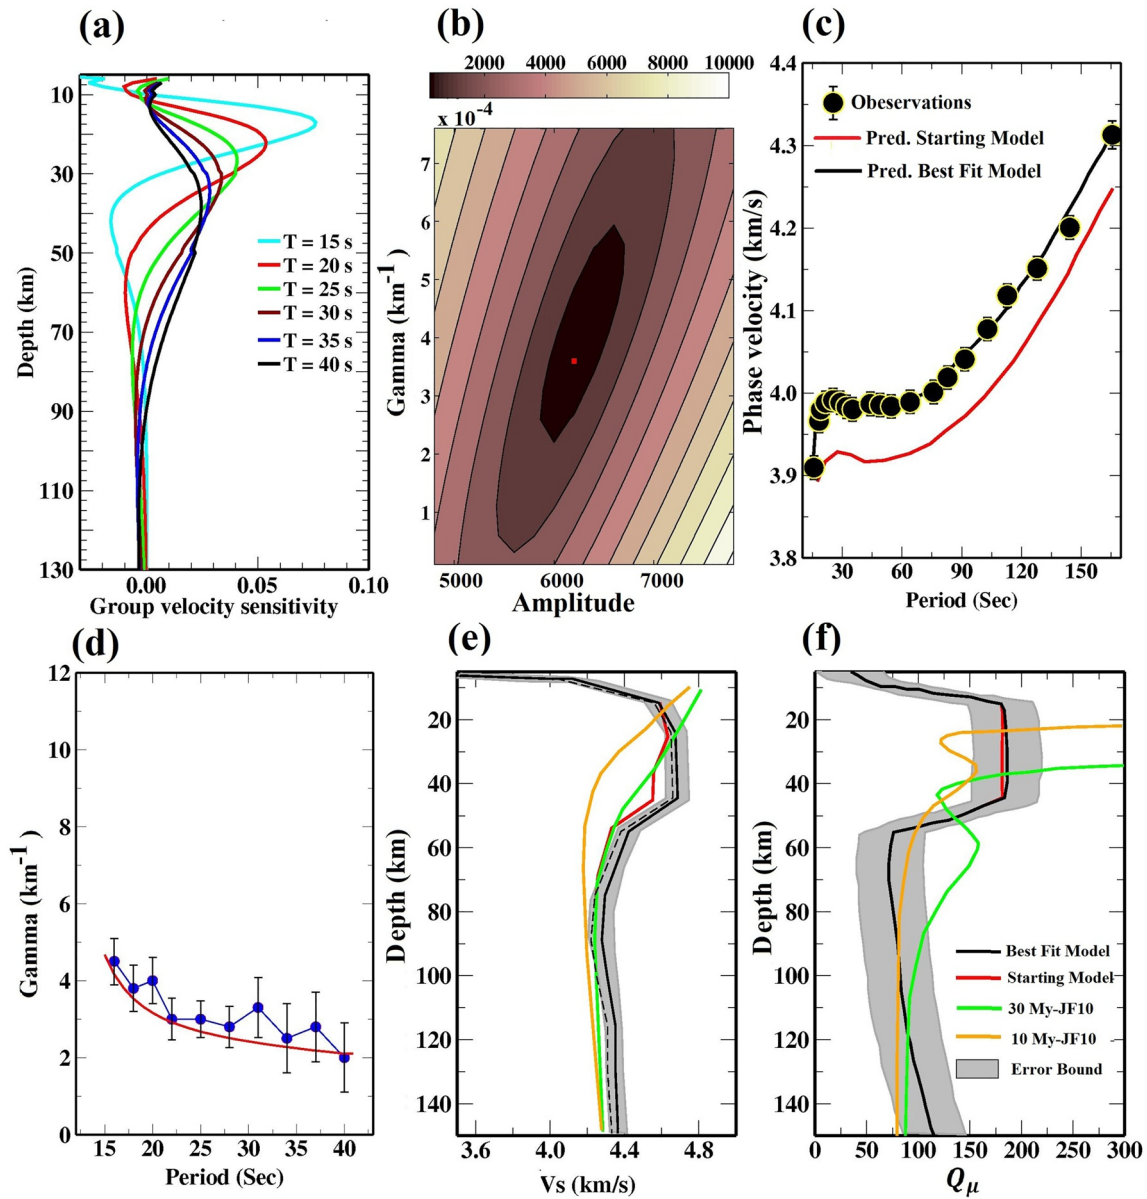 (a)
10
30
50
70
90
110
130
Depth (km)
T = 15 s
T = 20 s
T = 25 s
T = 30 s
T = 35 s
T = 40 s
0.00 0.05 0.10
Group velocity sensitivity
(b)
2000 4000 6000 8000 10000
x 10-4
7
6
5
4
3
2
1
Gamma (km-1)
5000 6000 7000
Amplitude
(c)
4.4
4.3
4.2
4.1
4.0
3.9
3.8
Phase velocity (km/s)
Obeservations
Pred. Starting Model
Pred. Best Fit Model
30 60 90 120 150
Period (Sec)
(d)
12
10
8
6
4
2
0
Gamma (km-1)
15 20 25 30 35 40
Period (Sec)
(e)
20
40
60
80
100
120
140
Depth (km)
3.6 4.0 4.4 4.8
Vs (km/s)
(f)
20
40
60
80
100
120
140
Depth (km)
Best Fit Model
Starting Model
30 My-JF10
10 My-JF10
Error Bound
0 50 100 150 200 250 300
Qμ